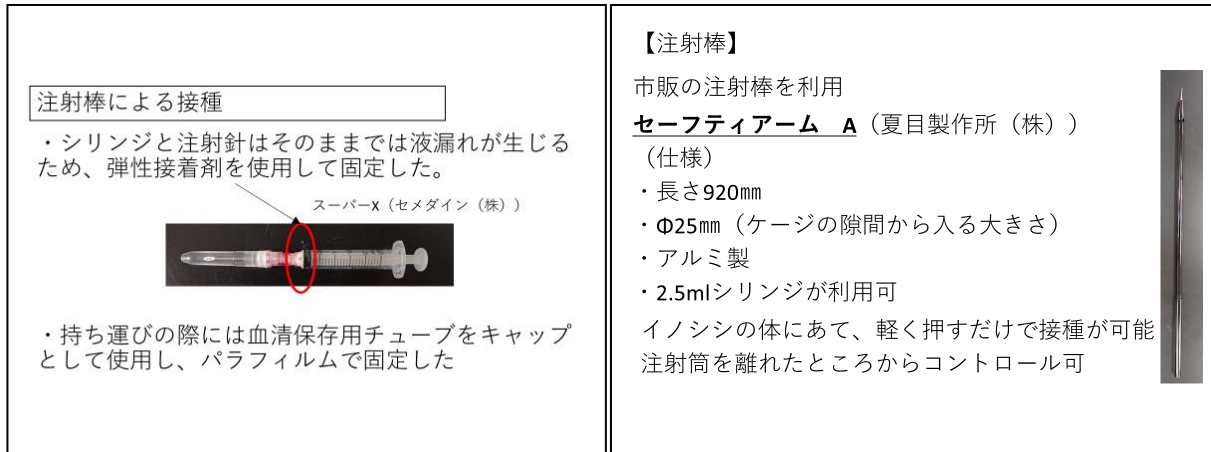 注射棒による接種
・シリンジと注射針はそのままでは液漏れが生じる
ため、弾性接着剤を使用して固定した。
スーパーX（セメダイン（株））
・持ち運びの際には血清保存用チューブをキャップ
として使用し、パラフィルムで固定した
【注射棒】
市販の注射棒を利用
セーフティアーム　A（夏目製作所（株））
（仕様）
・長さ920㎜
・Φ25㎜（ケージの隙間から入る大きさ）
・アルミ製
・2.5mlシリンジが利用可
イノシシの体にあて、軽く押すだけで接種が可能
注射筒を離れたところからコントロール可